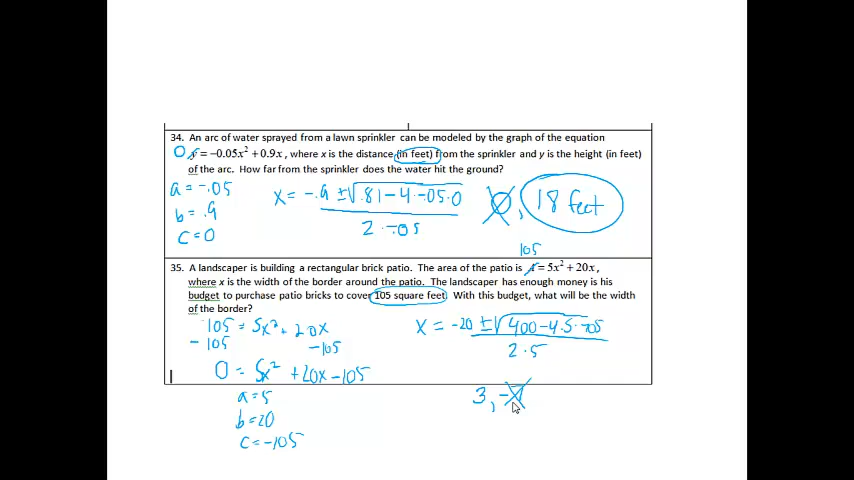 34. An arc of water sprayed from a lawn sprinkler can be modeled by the graph of the equation
0 y = −0.05x² + 0.9x, where x is the distance (in feet) from the sprinkler and y is the height (in feet)
of the arc. How far from the sprinkler does the water hit the ground?
a = -.05
b = .9
c = 0
x = -.9 ±√.81-4·-.05·0
2·-.05
0, 18 feet
105
35. A landscaper is building a rectangular brick patio. The area of the patio is A = 5x² + 20x,
where x is the width of the border around the patio. The landscaper has enough money is his
budget to purchase patio bricks to cover 105 square feet. With this budget, what will be the width
of the border?
105 = 5x² + 20x
-105 -105
0 = 5x² + 20x - 105
a = 5
b = 20
c = -105
x = -20 ±√400-4·5·-105
2·5
3, -7